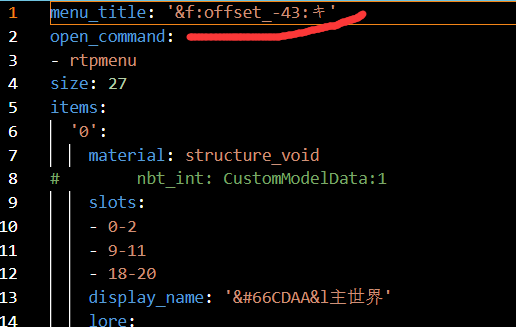 1 menu_title: '&f:offset_-43:キ'
2 open_command:
3 - rtpmenu
4 size: 27
5 items:
6 '0':
7 material: structure_void
8 # nbt_int: CustomModelData:1
9 slots:
10 - 0-2
11 - 9-11
12 - 18-20
13 display_name: '&#66CDAA&l主世界'
14 lore: